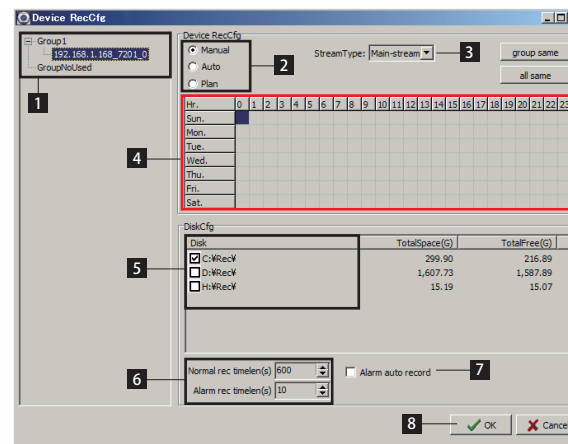 Device RecCfg
Group1
192.168.1.168_7201_0
GroupNoUsed
1
Device RecCfg
Manual
Auto
Plan
2
StreamType: Main-stream
3
group same
all same
4
Hr. 0 1 2 3 4 5 6 7 8 9 10 11 12 13 14 15 16 17 18 19 20 21 22 23
Sun.
Mon.
Tue.
Wed.
Thu.
Fri.
Sat.
DiskCfg
Disk TotalSpace(G) TotalFree(G)
C:¥Rec¥ 299.90 216.89
D:¥Rec¥ 1,607.73 1,587.89
H:¥Rec¥ 15.19 15.07
5
6
Normal rec timelen(s) 600
Alarm rec timelen(s) 10
Alarm auto record
7
8
OK
Cance